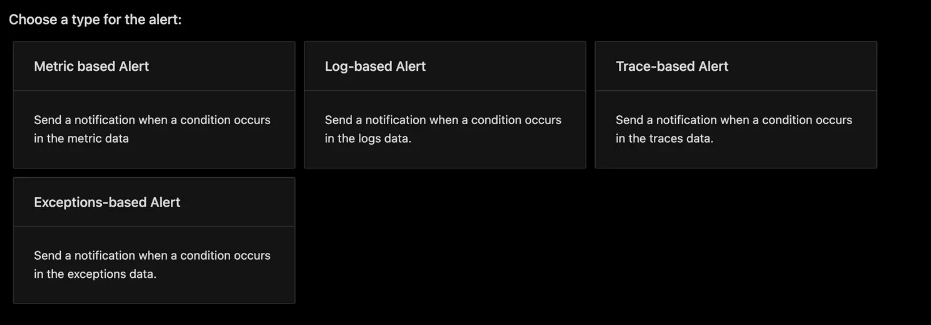 Choose a type for the alert:
Metric based Alert
Send a notification when a condition occurs
in the metric data
Log-based Alert
Send a notification when a condition occurs
in the logs data.
Trace-based Alert
Send a notification when a condition occurs
in the traces data.
Exceptions-based Alert
Send a notification when a condition occurs
in the exceptions data.